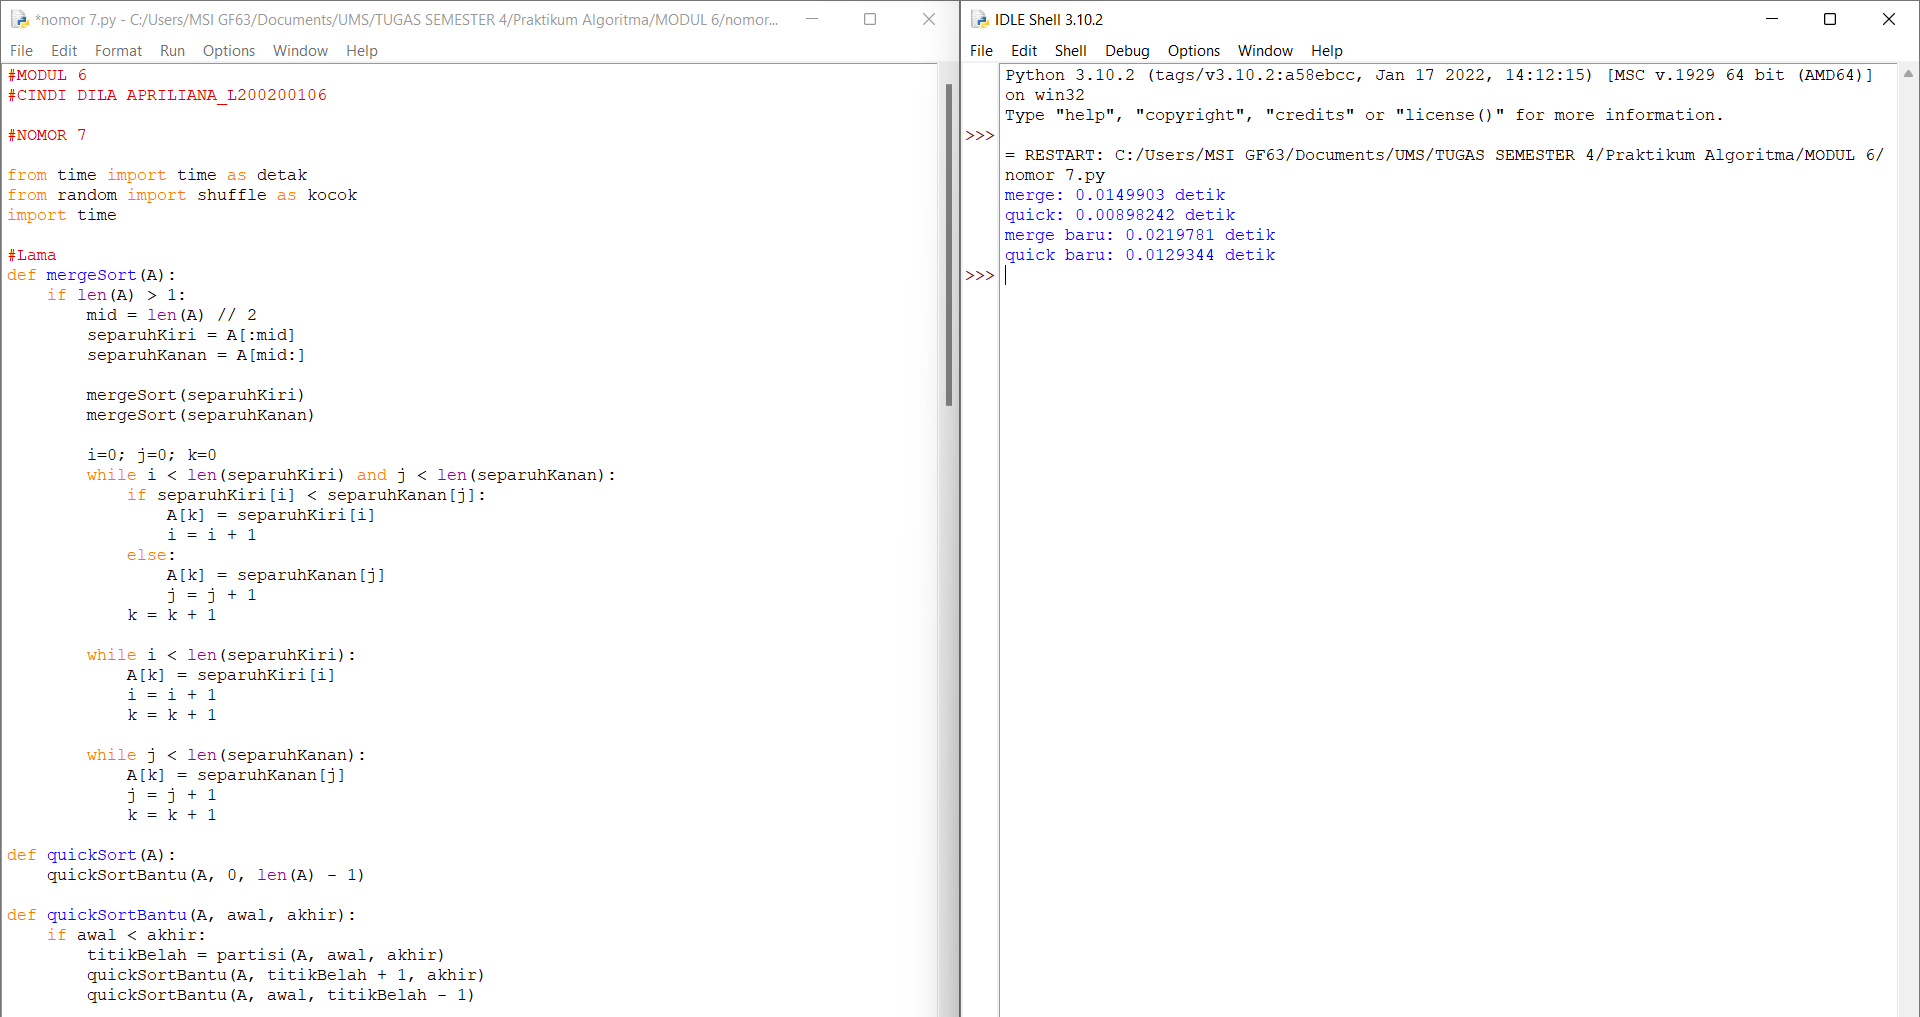 *nomor 7.py - C:/Users/MSI GF63/Documents/UMS/TUGAS SEMESTER 4/Praktikum Algoritma/MODUL 6/nomor...
File Edit Format Run Options Window Help
#MODUL 6
#CINDI DILA APRILIANA_L200200106

#NOMOR 7

from time import time as detak
from random import shuffle as kocok
import time

#Lama
def mergeSort(A):
    if len(A) > 1:
        mid = len(A) // 2
        separuhKiri = A[:mid]
        separuhKanan = A[mid:]

        mergeSort(separuhKiri)
        mergeSort(separuhKanan)

        i=0; j=0; k=0
        while i < len(separuhKiri) and j < len(separuhKanan):
            if separuhKiri[i] < separuhKanan[j]:
                A[k] = separuhKiri[i]
                i = i + 1
            else:
                A[k] = separuhKanan[j]
                j = j + 1
            k = k + 1

        while i < len(separuhKiri):
            A[k] = separuhKiri[i]
            i = i + 1
            k = k + 1

        while j < len(separuhKanan):
            A[k] = separuhKanan[j]
            j = j + 1
            k = k + 1

def quickSort(A):
    quickSortBantu(A, 0, len(A) - 1)

def quickSortBantu(A, awal, akhir):
    if awal < akhir:
        titikBelah = partisi(A, awal, akhir)
        quickSortBantu(A, titikBelah + 1, akhir)
        quickSortBantu(A, awal, titikBelah - 1)
IDLE Shell 3.10.2
File Edit Shell Debug Options Window Help
Python 3.10.2 (tags/v3.10.2:a58ebcc, Jan 17 2022, 14:12:15) [MSC v.1929 64 bit (AMD64)]
on win32
Type "help", "copyright", "credits" or "license()" for more information.
>>>
= RESTART: C:/Users/MSI GF63/Documents/UMS/TUGAS SEMESTER 4/Praktikum Algoritma/MODUL 6/
nomor 7.py
merge: 0.0149903 detik
quick: 0.00898242 detik
merge baru: 0.0219781 detik
quick baru: 0.0129344 detik
>>>